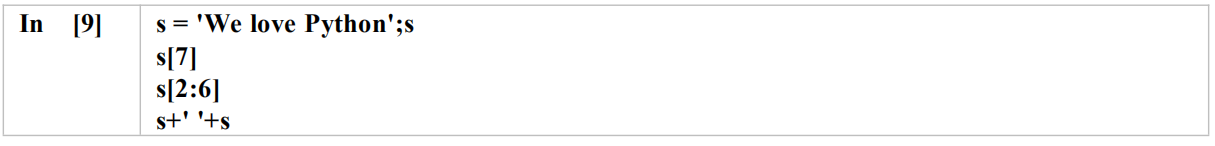 In [9] s = 'We love Python';s
s[7]
s[2:6]
s+' '+s